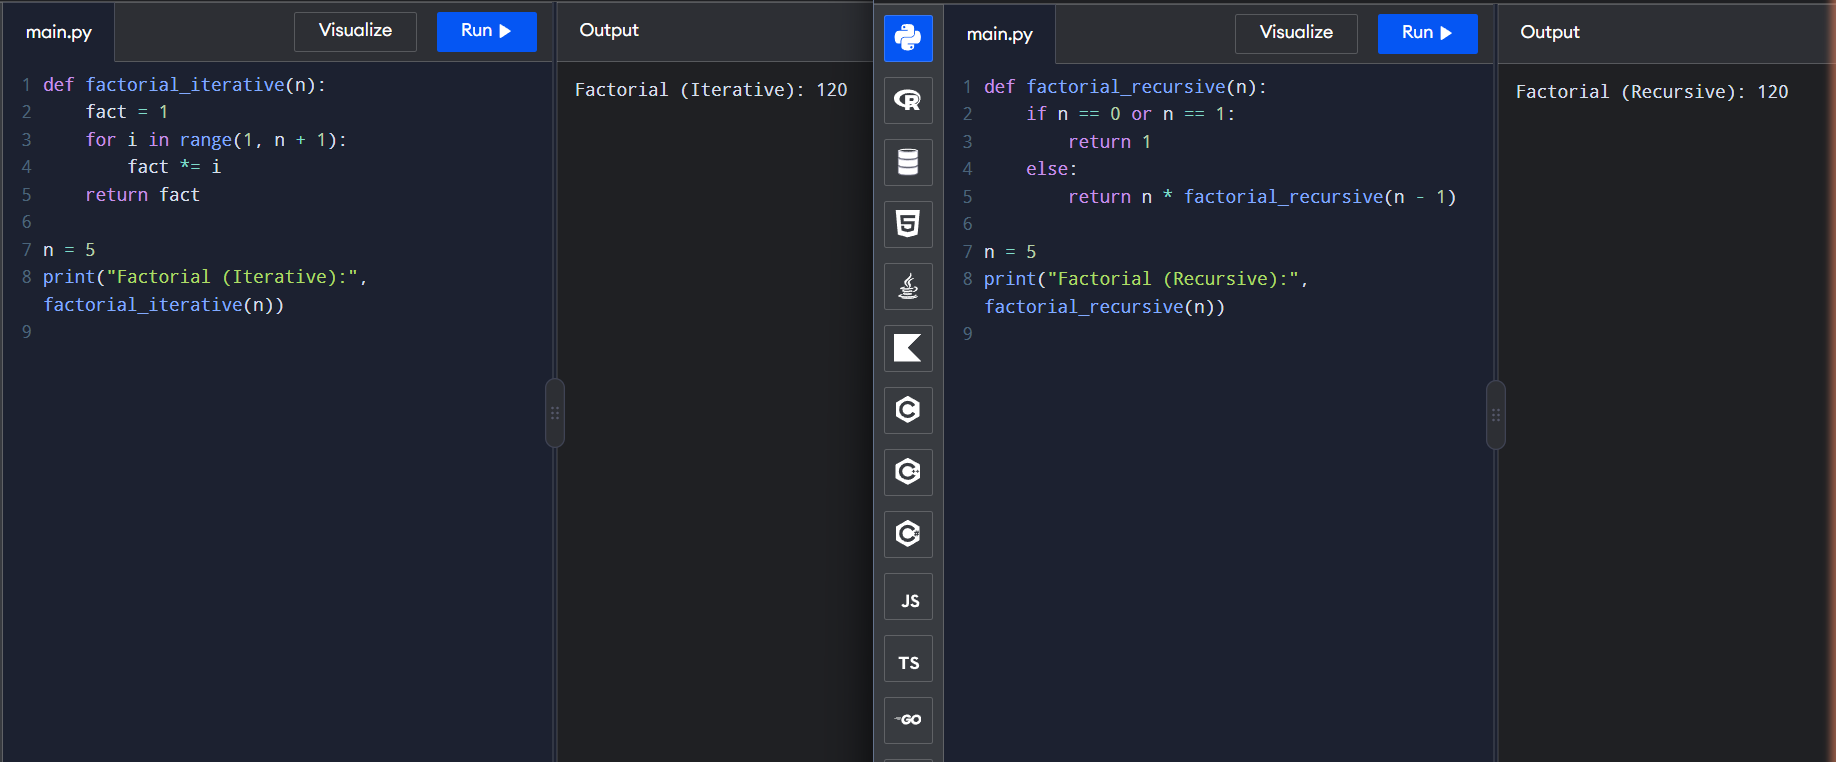 main.py
Visualize
Run
Output
1 def factorial_iterative(n):
2     fact = 1
3     for i in range(1, n + 1):
4         fact *= i
5     return fact
6
7 n = 5
8 print("Factorial (Iterative):",
factorial_iterative(n))
9
Factorial (Iterative): 120
R
5
C
C++
C#
JS
TS
GO
main.py
Visualize
Run
Output
1 def factorial_recursive(n):
2     if n == 0 or n == 1:
3         return 1
4     else:
5         return n * factorial_recursive(n - 1)
6
7 n = 5
8 print("Factorial (Recursive):",
factorial_recursive(n))
9
Factorial (Recursive): 120